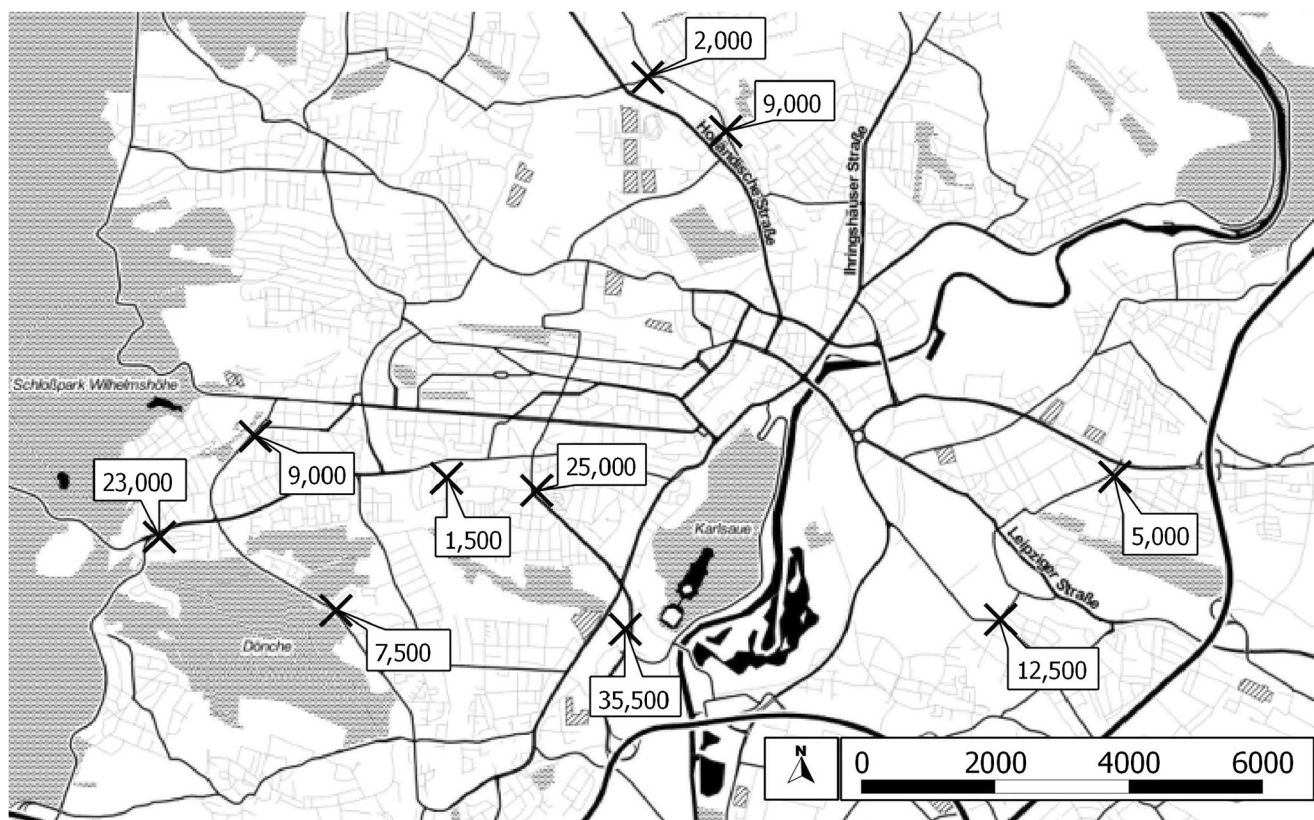 2,000
9,000
Holländische Straße
Ihringshäuser Straße
Schloßpark Wilhelmshöhe
23,000
9,000
25,000
1,500
Karlsaue
5,000
Leipziger Straße
Dönche
7,500
35,500
12,500
N
0 2000 4000 6000